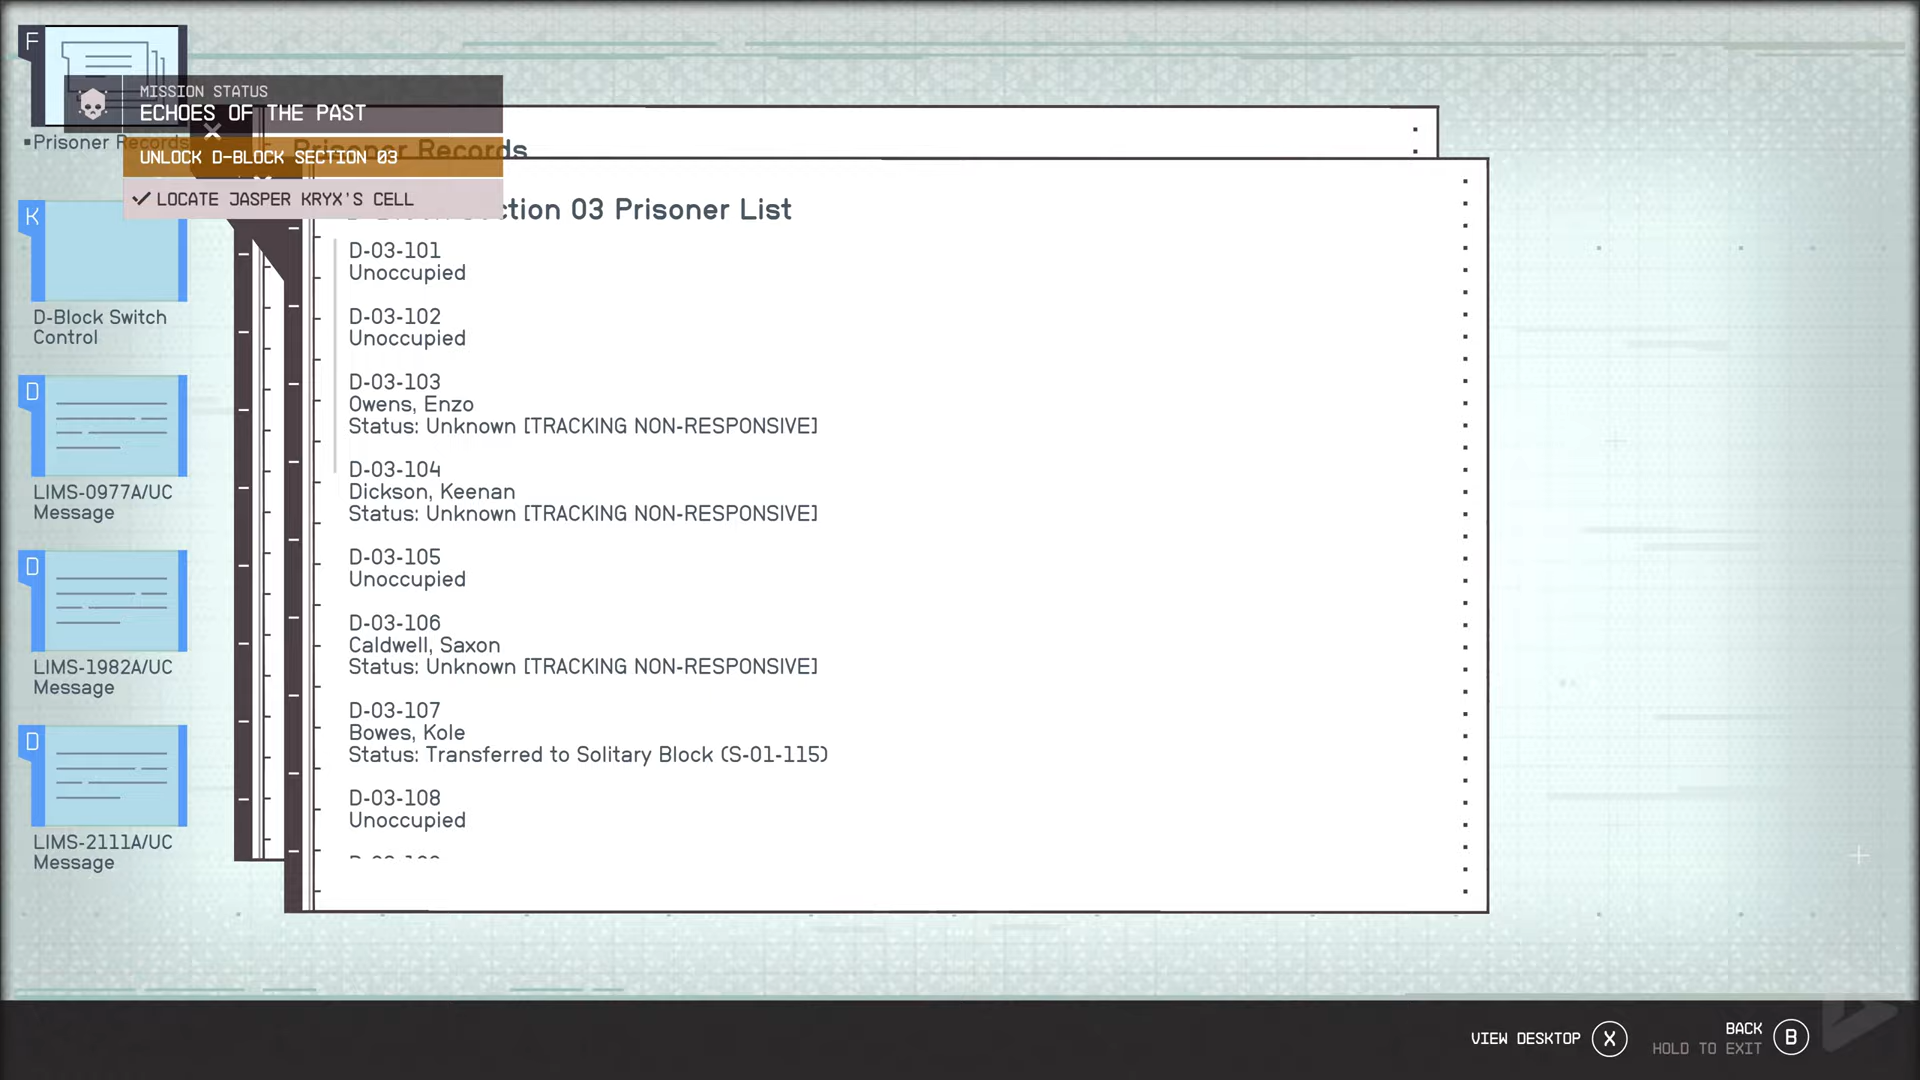 F
MISSION STATUS
ECHOES OF THE PAST
Prisoner Records
Prisoner Records
UNLOCK D-BLOCK SECTION 03
LOCATE JASPER KRYX'S CELL
Section 03 Prisoner List
K
D-Block Switch
Control
D
LIMS-0977A/UC
Message
D
LIMS-1982A/UC
Message
D
LIMS-2111A/UC
Message
D-03-101
Unoccupied
D-03-102
Unoccupied
D-03-103
Owens, Enzo
Status: Unknown [TRACKING NON-RESPONSIVE]
D-03-104
Dickson, Keenan
Status: Unknown [TRACKING NON-RESPONSIVE]
D-03-105
Unoccupied
D-03-106
Caldwell, Saxon
Status: Unknown [TRACKING NON-RESPONSIVE]
D-03-107
Bowes, Kole
Status: Transferred to Solitary Block (S-01-115)
D-03-108
Unoccupied
VIEW DESKTOP X
BACK B
HOLD TO EXIT